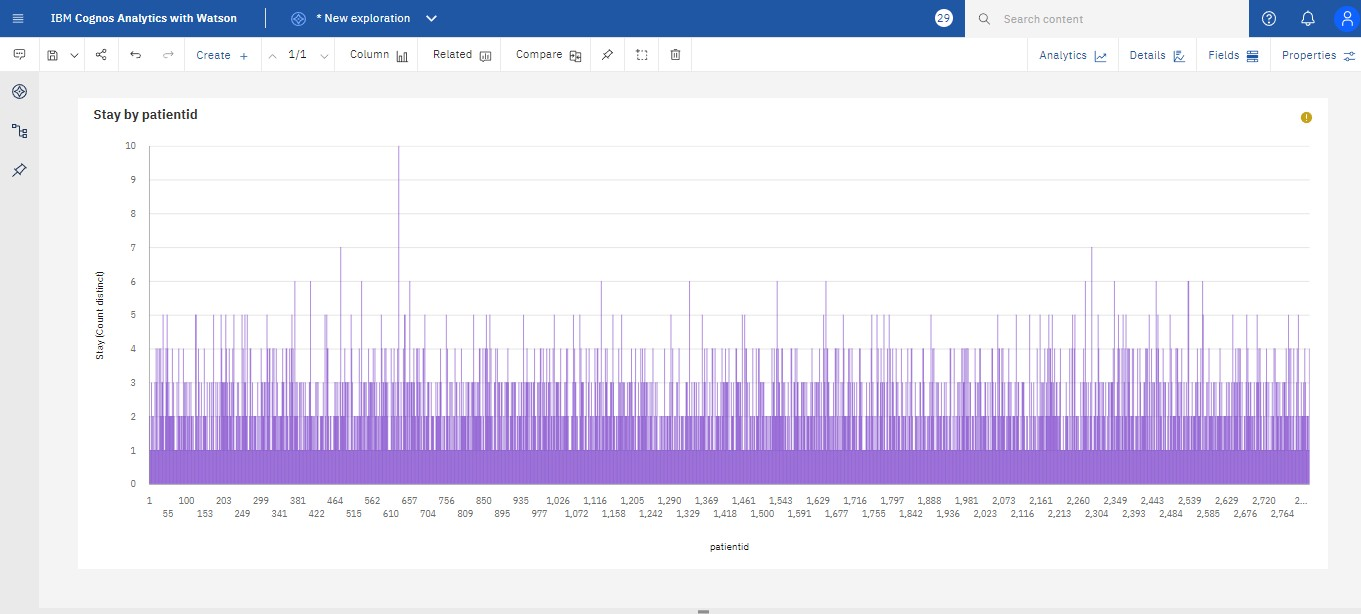 IBM Cognos Analytics with Watson
* New exploration
29
Search content
Create +
1/1
Column
Related
Compare
Analytics
Details
Fields
Properties
Stay by patientid
10
9
8
7
6
5
4
3
2
1
0
Stay (Count distinct)
1 100 203 299 381 464 562 657 756 850 935 1,026 1,116 1,205 1,290 1,369 1,461 1,543 1,629 1,716 1,797 1,888 1,981 2,073 2,161 2,260 2,349 2,443 2,539 2,629 2,720 2...
55 153 249 341 422 515 610 704 809 895 977 1,072 1,158 1,242 1,329 1,418 1,500 1,591 1,677 1,755 1,842 1,936 2,023 2,116 2,213 2,304 2,393 2,484 2,585 2,676 2,764
patientid